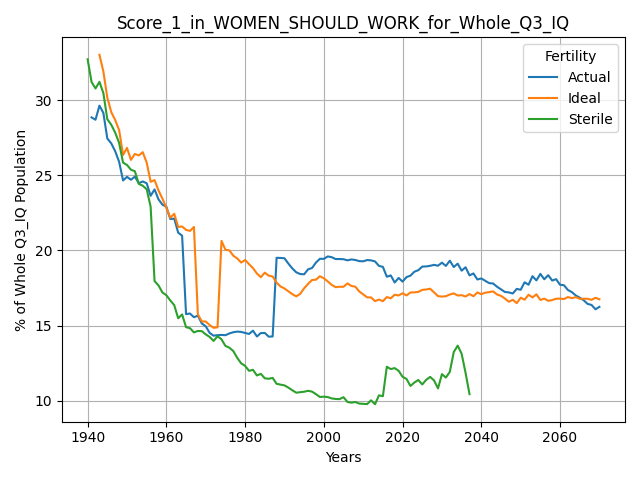 Score_1_in_WOMEN_SHOULD_WORK_for_Whole_Q3_IQ
Fertility
Actual
Ideal
Sterile
% of Whole Q3_IQ Population
30
25
20
15
10
1940
1960
1980
2000
2020
2040
2060
Years